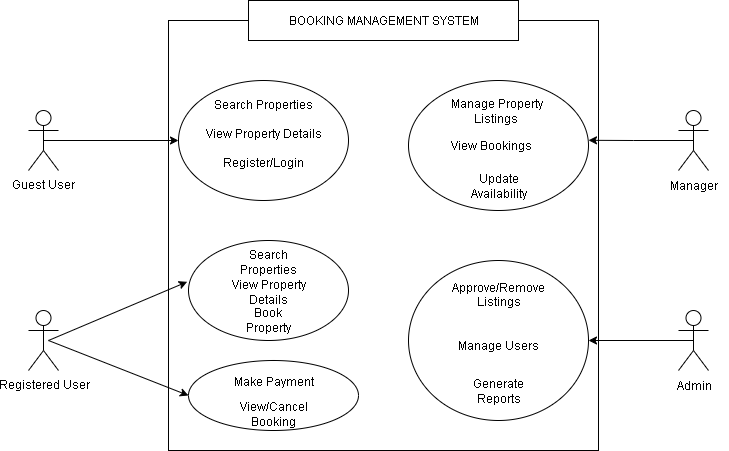 BOOKING MANAGEMENT SYSTEM
Search Properties
View Property Details
Register/Login
Guest User
Manage Property
Listings
View Bookings
Update
Availability
Manager
Search
Properties
View Property
Details
Book
Property
Registered User
Make Payment
View/Cancel
Booking
Approve/Remove
Listings
Manage Users
Generate
Reports
Admin